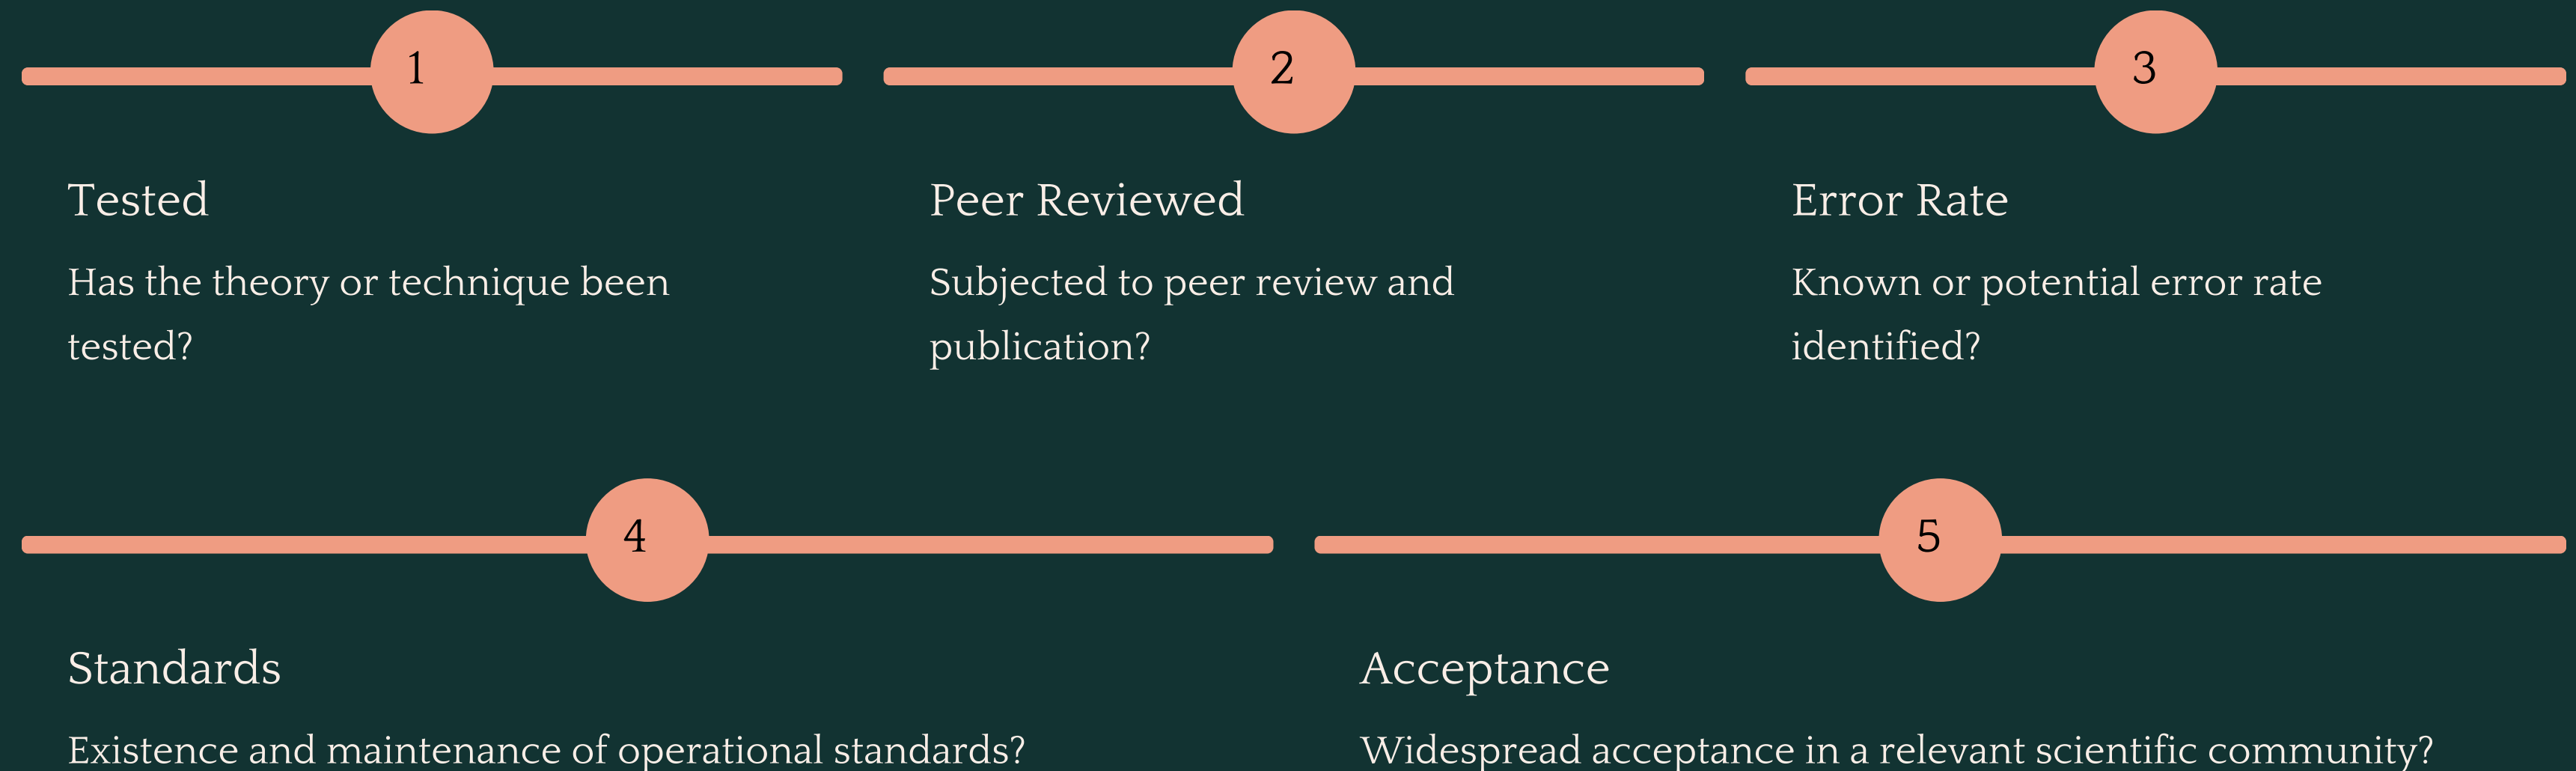 1
2
3
Tested
Peer Reviewed
Error Rate
Has the theory or technique been
tested?
Subjected to peer review and
publication?
Known or potential error rate
identified?
4
5
Standards
Acceptance
Existence and maintenance of operational standards?
Widespread acceptance in a relevant scientific community?